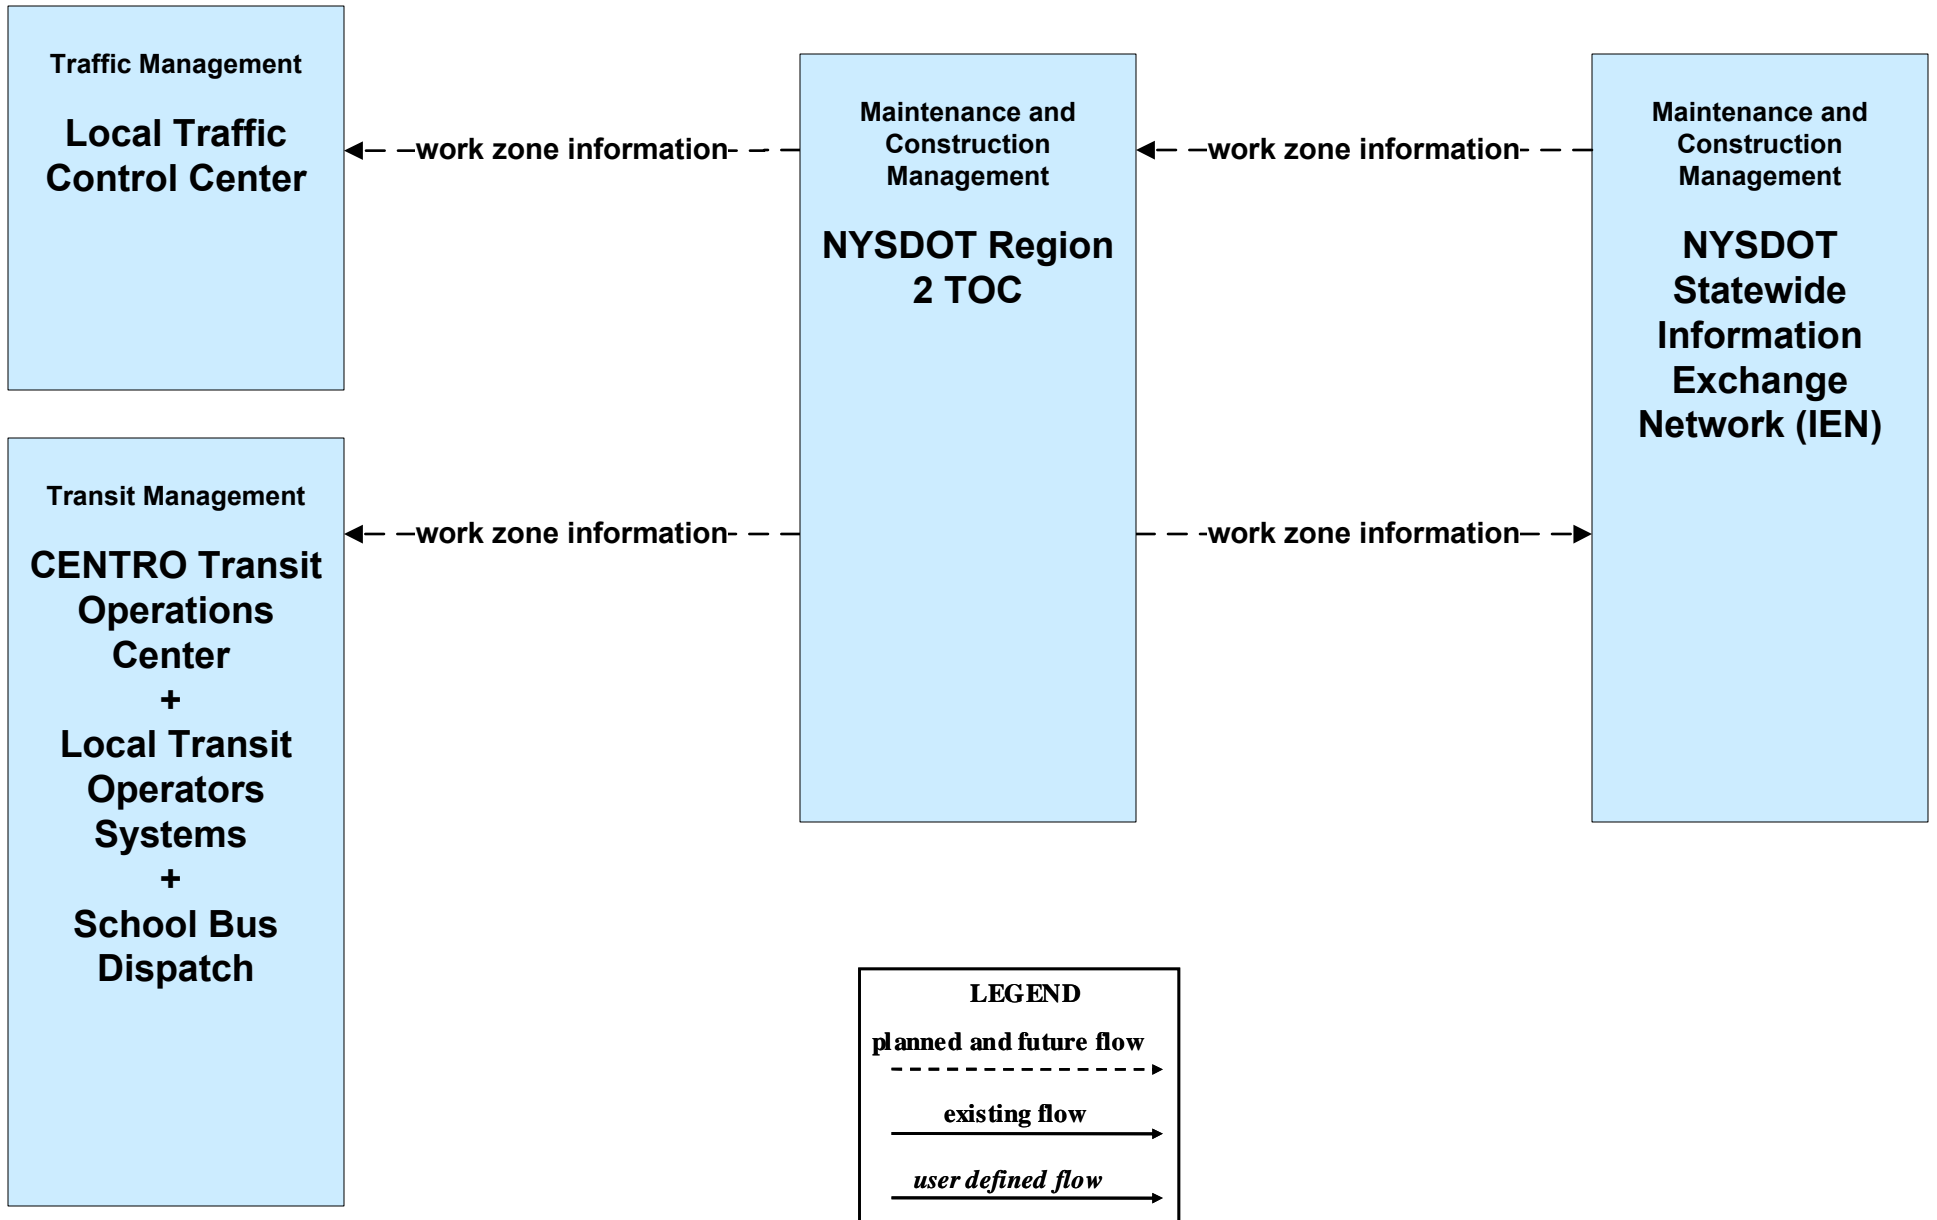 Traffic Management
Local Traffic
Control Center
work zone information
Maintenance and
Construction
Management
NYSDOT Region
2 TOC
work zone information
Maintenance and
Construction
Management
NYSDOT
Statewide
Information
Exchange
Network (IEN)
Transit Management
CENTRO Transit
Operations
Center
+
Local Transit
Operators
Systems
+
School Bus
Dispatch
work zone information
work zone information
LEGEND
planned and future flow
existing flow
user defined flow